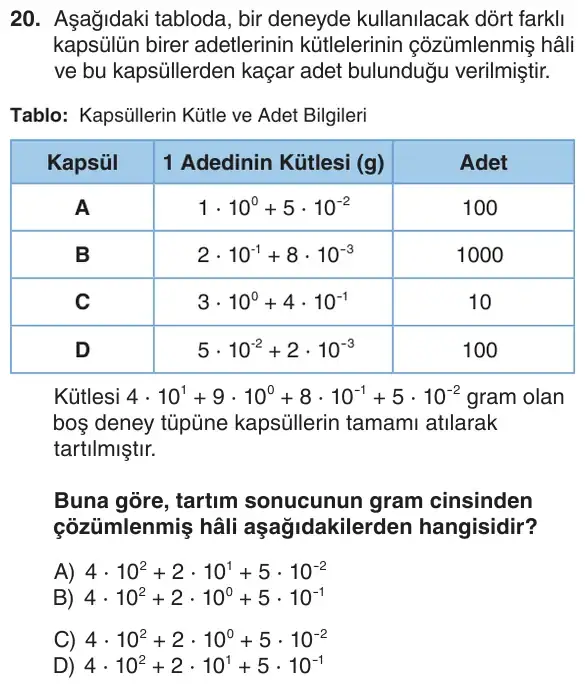 20. Aşağıdaki tabloda, bir deneyde kullanılacak dört farklı
kapsülün birer adetlerinin kütlelerinin çözümlenmiş hâli
ve bu kapsüllerden kaçar adet bulunduğu verilmiştir.
Tablo: Kapsüllerin Kütle ve Adet Bilgileri
Kapsül 1 Adedinin Kütlesi (g) Adet
A 1 · 10⁰ + 5 · 10⁻² 100
B 2 · 10⁻¹ + 8 · 10⁻³ 1000
C 3 · 10⁰ + 4 · 10⁻¹ 10
D 5 · 10⁻² + 2 · 10⁻³ 100
Kütlesi 4 · 10¹ + 9 · 10⁰ + 8 · 10⁻¹ + 5 · 10⁻² gram olan
boş deney tüpüne kapsüllerin tamamı atılarak
tartılmıştır.
Buna göre, tartım sonucunun gram cinsinden
çözümlenmiş hâli aşağıdakilerden hangisidir?
A) 4 · 10² + 2 · 10¹ + 5 · 10⁻²
B) 4 · 10² + 2 · 10⁰ + 5 · 10⁻¹
C) 4 · 10² + 2 · 10⁰ + 5 · 10⁻²
D) 4 · 10² + 2 · 10¹ + 5 · 10⁻¹